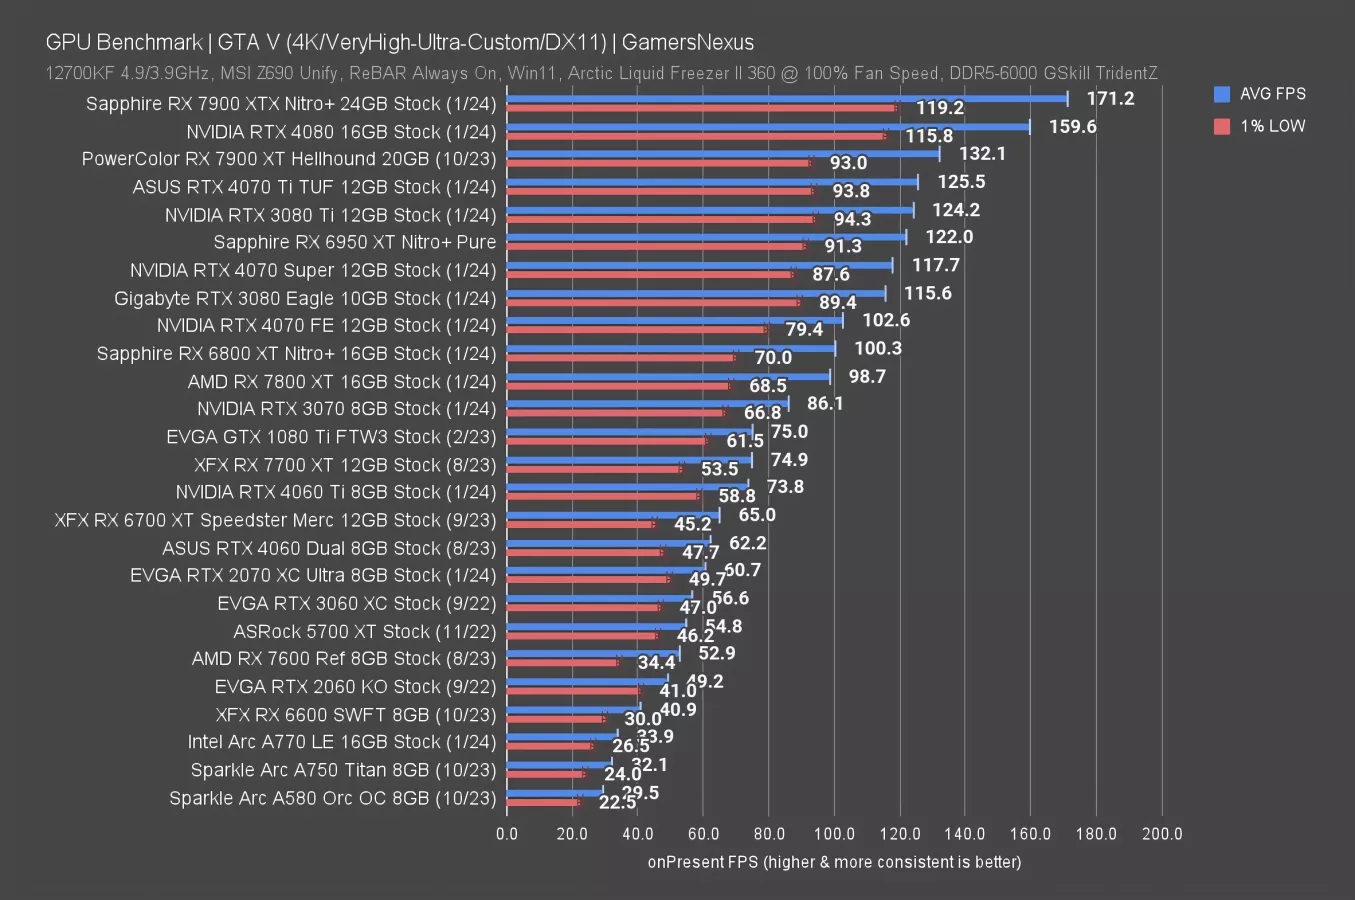 GPU Benchmark | GTA V (4K/VeryHigh-Ultra-Custom/DX11) | GamersNexus
12700KF 4.9/3.9GHz, MSI Z690 Unify, ReBAR Always On, Win11, Arctic Liquid Freezer II 360 @ 100% Fan Speed, DDR5-6000 GSkill TridentZ
AVG FPS
1% LOW
Sapphire RX 7900 XTX Nitro+ 24GB Stock (1/24) 171.2 119.2
NVIDIA RTX 4080 16GB Stock (1/24) 159.6 115.8
PowerColor RX 7900 XT Hellhound 20GB (10/23) 132.1 93.0
ASUS RTX 4070 Ti TUF 12GB Stock (1/24) 125.5 93.8
NVIDIA RTX 3080 Ti 12GB Stock (1/24) 124.2 94.3
Sapphire RX 6950 XT Nitro+ Pure 122.0 91.3
NVIDIA RTX 4070 Super 12GB Stock (1/24) 117.7 87.6
Gigabyte RTX 3080 Eagle 10GB Stock (1/24) 115.6 89.4
NVIDIA RTX 4070 FE 12GB Stock (1/24) 102.6 79.4
Sapphire RX 6800 XT Nitro+ 16GB Stock (1/24) 100.3 70.0
AMD RX 7800 XT 16GB Stock (1/24) 98.7 68.5
NVIDIA RTX 3070 8GB Stock (1/24) 86.1 66.8
EVGA GTX 1080 Ti FTW3 Stock (2/23) 75.0 61.5
XFX RX 7700 XT 12GB Stock (8/23) 74.9 53.5
NVIDIA RTX 4060 Ti 8GB Stock (1/24) 73.8 58.8
XFX RX 6700 XT Speedster Merc 12GB Stock (9/23) 65.0 45.2
ASUS RTX 4060 Dual 8GB Stock (8/23) 62.2 47.7
EVGA RTX 2070 XC Ultra 8GB Stock (1/24) 60.7 49.7
EVGA RTX 3060 XC Stock (9/22) 56.6 47.0
ASRock 5700 XT Stock (11/22) 54.8 46.2
AMD RX 7600 Ref 8GB Stock (8/23) 52.9 34.4
EVGA RTX 2060 KO Stock (9/22) 49.2 41.0
XFX RX 6600 SWFT 8GB (10/23) 40.9 30.0
Intel Arc A770 LE 16GB Stock (1/24) 33.9 26.5
Sparkle Arc A750 Titan 8GB (10/23) 32.1 24.0
Sparkle Arc A580 Orc OC 8GB (10/23) 29.5 22.5
0.0 20.0 40.0 60.0 80.0 100.0 120.0 140.0 160.0 180.0 200.0
onPresent FPS (higher & more consistent is better)